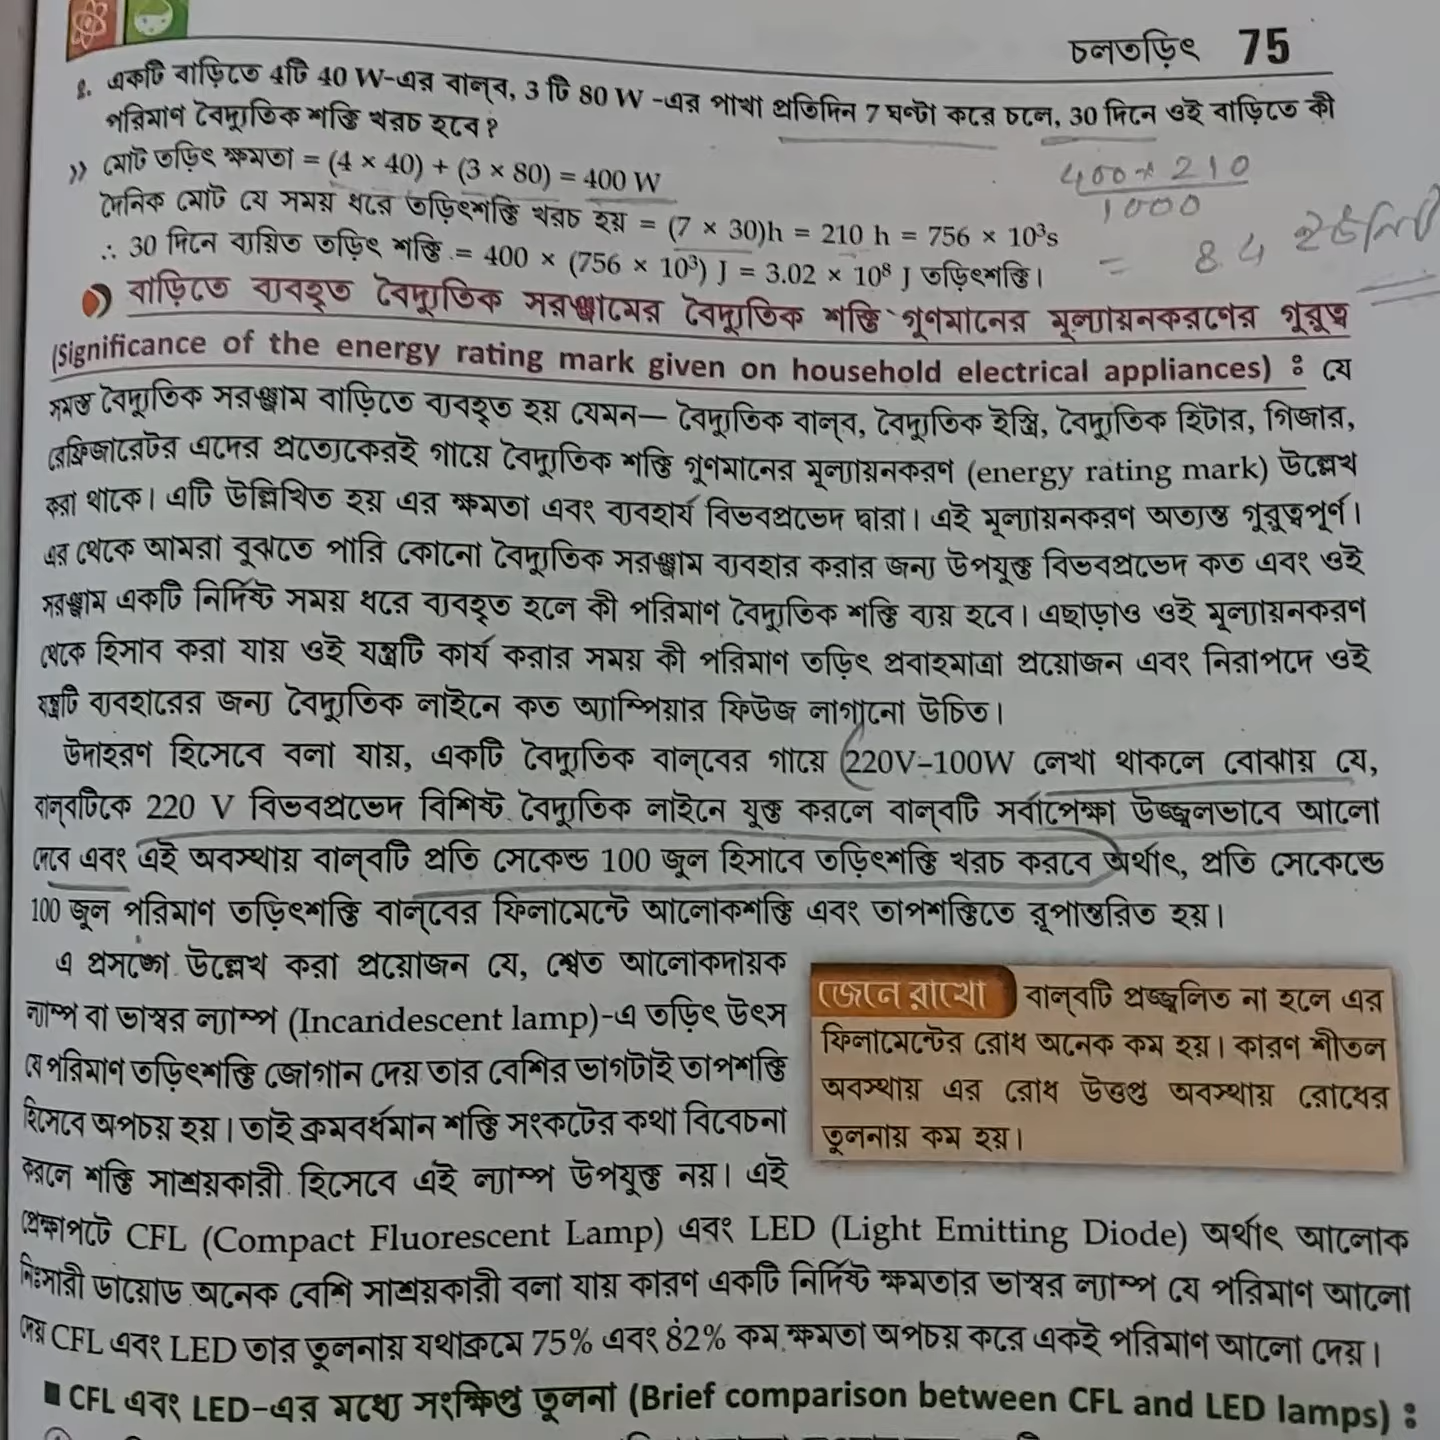 চলতড়িৎ 75
8. একটি বাড়িতে 4টি 40 W-এর বাল্‌ব, 3 টি 80 W -এর পাখা প্রতিদিন 7 ঘণ্টা করে চলে, 30 দিনে ওই বাড়িতে কী
পরিমাণ বৈদ্যুতিক শক্তি খরচ হবে?
›› মোট তড়িৎ ক্ষমতা = (4 × 40) + (3 × 80) = 400 W
দৈনিক মোট যে সময় ধরে তড়িৎশক্তি খরচ হয় = (7 × 30)h = 210 h = 756 × 10³s
∴ 30 দিনে ব্যয়িত তড়িৎ শক্তি = 400 × (756 × 10³) J = 3.02 × 10⁸ J তড়িৎশক্তি।
400 × 210
1000
= 84 ইউনিট
বাড়িতে ব্যবহৃত বৈদ্যুতিক সরঞ্জামের বৈদ্যুতিক শক্তি গুণমানের মূল্যায়নকরণের গুরুত্ব
(Significance of the energy rating mark given on household electrical appliances) : যে
সমস্ত বৈদ্যুতিক সরঞ্জাম বাড়িতে ব্যবহৃত হয় যেমন— বৈদ্যুতিক বাল্‌ব, বৈদ্যুতিক ইস্ত্রি, বৈদ্যুতিক হিটার, গিজার,
রেফ্রিজারেটর এদের প্রত্যেকেরই গায়ে বৈদ্যুতিক শক্তি গুণমানের মূল্যায়নকরণ (energy rating mark) উল্লেখ
করা থাকে। এটি উল্লিখিত হয় এর ক্ষমতা এবং ব্যবহার্য বিভবপ্রভেদ দ্বারা। এই মূল্যায়নকরণ অত্যন্ত গুরুত্বপূর্ণ।
এর থেকে আমরা বুঝতে পারি কোনো বৈদ্যুতিক সরঞ্জাম ব্যবহার করার জন্য উপযুক্ত বিভবপ্রভেদ কত এবং ওই
সরঞ্জাম একটি নির্দিষ্ট সময় ধরে ব্যবহৃত হলে কী পরিমাণ বৈদ্যুতিক শক্তি ব্যয় হবে। এছাড়াও ওই মূল্যায়নকরণ
থেকে হিসাব করা যায় ওই যন্ত্রটি কার্য করার সময় কী পরিমাণ তড়িৎ প্রবাহমাত্রা প্রয়োজন এবং নিরাপদে ওই
যন্ত্রটি ব্যবহারের জন্য বৈদ্যুতিক লাইনে কত অ্যাম্পিয়ার ফিউজ লাগানো উচিত।
উদাহরণ হিসেবে বলা যায়, একটি বৈদ্যুতিক বাল্‌বের গায়ে 220V–100W লেখা থাকলে বোঝায় যে,
বাল্‌বটিকে 220 V বিভবপ্রভেদ বিশিষ্ট বৈদ্যুতিক লাইনে যুক্ত করলে বাল্‌বটি সর্বাপেক্ষা উজ্জ্বলভাবে আলো
দেবে এবং এই অবস্থায় বাল্‌বটি প্রতি সেকেন্ড 100 জুল হিসাবে তড়িৎশক্তি খরচ করবে অর্থাৎ, প্রতি সেকেন্ডে
100 জুল পরিমাণ তড়িৎশক্তি বাল্‌বের ফিলামেন্টে আলোকশক্তি এবং তাপশক্তিতে রূপান্তরিত হয়।
এ প্রসঙ্গে উল্লেখ করা প্রয়োজন যে, শ্বেত আলোকদায়ক
ল্যাম্প বা ভাস্বর ল্যাম্প (Incandescent lamp)-এ তড়িৎ উৎস
যে পরিমাণ তড়িৎশক্তি জোগান দেয় তার বেশির ভাগটাই তাপশক্তি
হিসেবে অপচয় হয়। তাই ক্রমবর্ধমান শক্তি সংকটের কথা বিবেচনা
করলে শক্তি সাশ্রয়কারী হিসেবে এই ল্যাম্প উপযুক্ত নয়। এই
জেনে রাখো বাল্‌বটি প্রজ্জ্বলিত না হলে এর
ফিলামেন্টের রোধ অনেক কম হয়। কারণ শীতল
অবস্থায় এর রোধ উত্তপ্ত অবস্থায় রোধের
তুলনায় কম হয়।
প্রেক্ষাপটে CFL (Compact Fluorescent Lamp) এবং LED (Light Emitting Diode) অর্থাৎ আলোক
নিঃসারী ডায়োড অনেক বেশি সাশ্রয়কারী বলা যায় কারণ একটি নির্দিষ্ট ক্ষমতার ভাস্বর ল্যাম্প যে পরিমাণ আলো
দেয় CFL এবং LED তার তুলনায় যথাক্রমে 75% এবং 82% কম ক্ষমতা অপচয় করে একই পরিমাণ আলো দেয়।
■ CFL এবং LED-এর মধ্যে সংক্ষিপ্ত তুলনা (Brief comparison between CFL and LED lamps) :